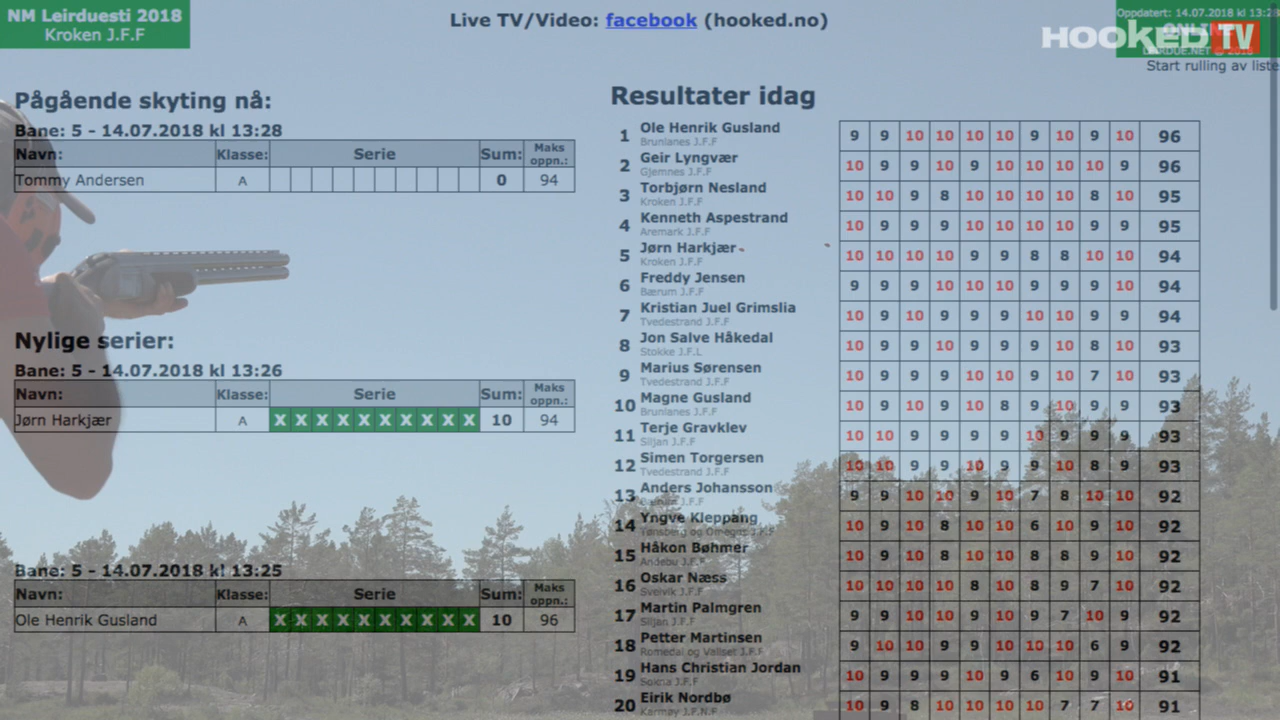 NM Leirduesti 2018
Kroken J.F.F
Live TV/Video: facebook (hooked.no)
Oppdatert: 14.07.2018 kl 13:28
HOOKED TV
Start rulling av liste
Pågående skyting nå:
Bane: 5 - 14.07.2018 kl 13:28
Navn: Klasse: Serie Sum: Maks oppn.:
Tommy Andersen A 0 94
Nylige serier:
Bane: 5 - 14.07.2018 kl 13:26
Navn: Klasse: Serie Sum: Maks oppn.:
Jørn Harkjær A X X X X X X X X X X 10 94
Bane: 5 - 14.07.2018 kl 13:25
Navn: Klasse: Serie Sum: Maks oppn.:
Ole Henrik Gusland A X X X X X X X X X X 10 96
Resultater idag
1 Ole Henrik Gusland 9 9 10 10 10 10 9 10 9 10 96
Brunlanes J.F.F
2 Geir Lyngvær 10 9 9 10 9 10 10 10 10 9 96
Gjemnes J.F.F
3 Torbjørn Nesland 10 10 9 8 10 10 10 10 8 10 95
Kroken J.F.F
4 Kenneth Aspestrand 10 9 9 9 10 10 10 10 9 9 95
Aremark J.F.F
5 Jørn Harkjær 10 10 10 10 9 9 8 8 10 10 94
Kroken J.F.F
6 Freddy Jensen 9 9 9 10 10 10 9 9 9 10 94
Bærum J.F.F
7 Kristian Juel Grimslia 10 9 10 9 9 9 10 10 9 9 94
Tvedestrand J.F.F
8 Jon Salve Håkedal 10 9 9 10 9 9 9 10 8 10 93
Stokke J.F.L
9 Marius Sørensen 10 9 9 9 10 10 9 10 7 10 93
Tvedestrand J.F.F
10 Magne Gusland 10 9 10 9 10 8 9 10 9 9 93
Brunlanes J.F.F
11 Terje Gravklev 10 10 9 9 9 9 10 9 9 9 93
Siljan J.F.F
12 Simen Torgersen 10 10 9 9 10 9 9 10 8 9 93
Tvedestrand J.F.F
13 Anders Johansson 9 9 10 10 9 10 7 8 10 10 92
14 Yngve Kleppang 10 9 10 8 10 10 6 10 9 10 92
Tønsberg og Omegns J.F.F
15 Håkon Bøhmer 10 9 10 8 10 10 8 8 9 10 92
Andebu J.F.F
16 Oskar Næss 10 10 10 10 8 10 8 9 7 10 92
Svelvik J.F.F
17 Martin Palmgren 9 9 10 10 9 10 9 7 10 9 92
Siljan J.F.F
18 Petter Martinsen 9 10 10 9 9 10 10 10 6 9 92
Romedal og Vallset J.F.F
19 Hans Christian Jordan 10 9 9 9 10 9 6 10 9 10 91
Sokna J.F.F
20 Eirik Nordbø 10 9 8 10 10 10 10 7 7 10 91
Karmøy J.F.N.F